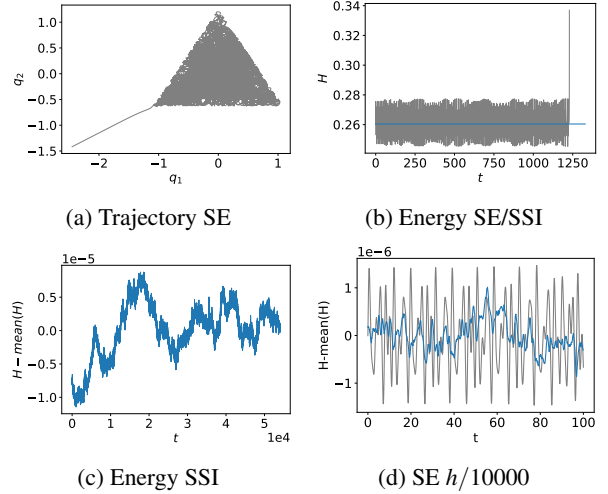 1.0
0.5
0.0
−0.5
−1.0
−1.5
q2
−2
−1
0
1
q1
(a) Trajectory SE
0.34
0.32
0.30
0.28
0.26
H
0
250
500
750
1000
1250
t
(b) Energy SE/SSI
1e−5
0.5
0.0
−0.5
−1.0
H − mean(H)
0
1
2
3
4
5
1e4
t
(c) Energy SSI
1e−6
1
0
−1
H-mean(H)
0
20
40
60
80
100
t
(d) SE h/10000